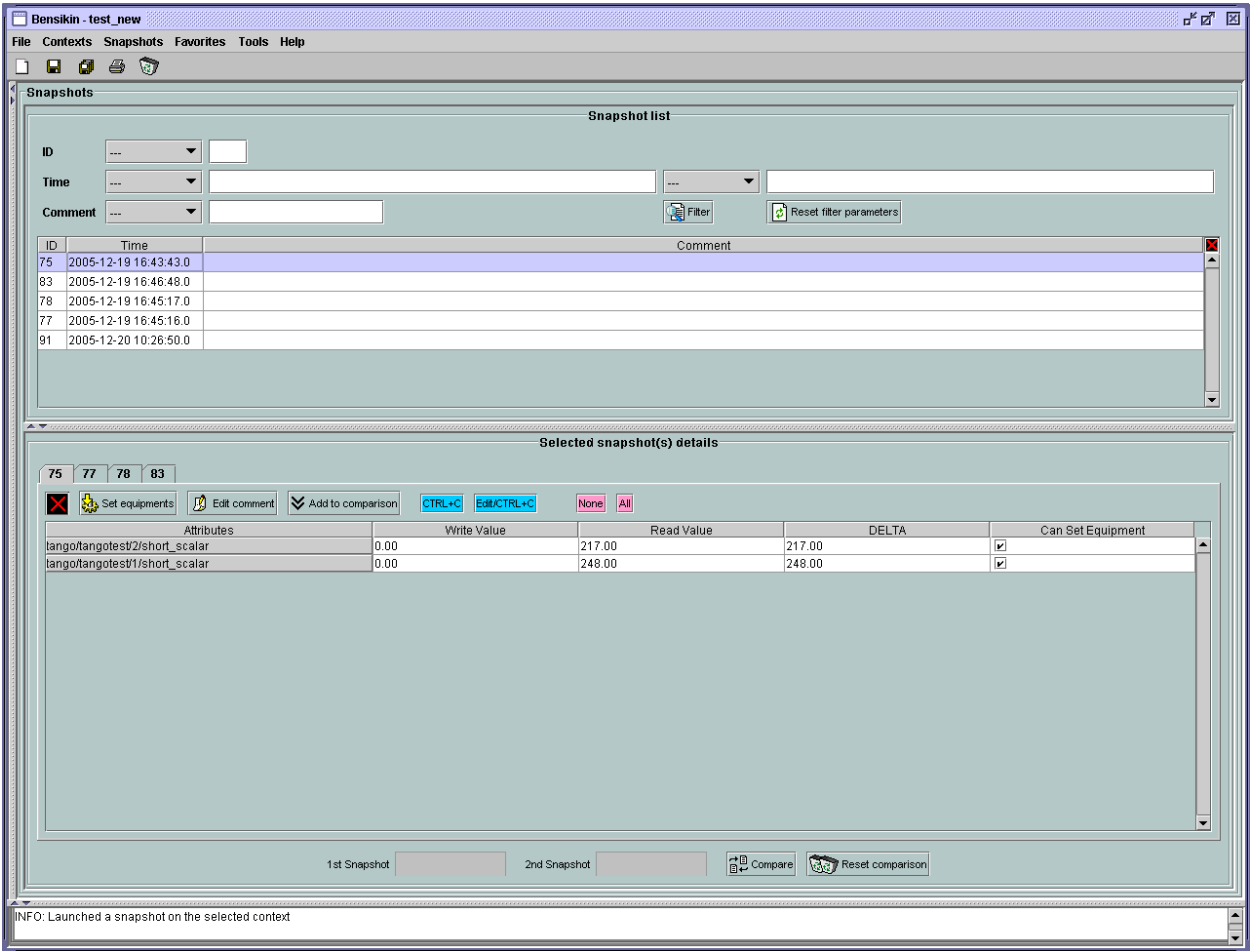 Bensikin - test_new
File Contexts Snapshots Favorites Tools Help
Snapshots
Snapshot list
ID ---
Time --- ---
Comment --- Filter Reset filter parameters
ID Time Comment
75 2005-12-19 16:43:43.0
83 2005-12-19 16:46:48.0
78 2005-12-19 16:45:17.0
77 2005-12-19 16:45:16.0
91 2005-12-20 10:26:50.0
Selected snapshot(s) details
75 77 78 83
Set equipments Edit comment Add to comparison CTRL+C Edit/CTRL+C None All
Attributes Write Value Read Value DELTA Can Set Equipment
tango/tangotest/2/short_scalar 0.00 217.00 217.00
tango/tangotest/1/short_scalar 0.00 248.00 248.00
1st Snapshot 2nd Snapshot Compare Reset comparison
INFO: Launched a snapshot on the selected context